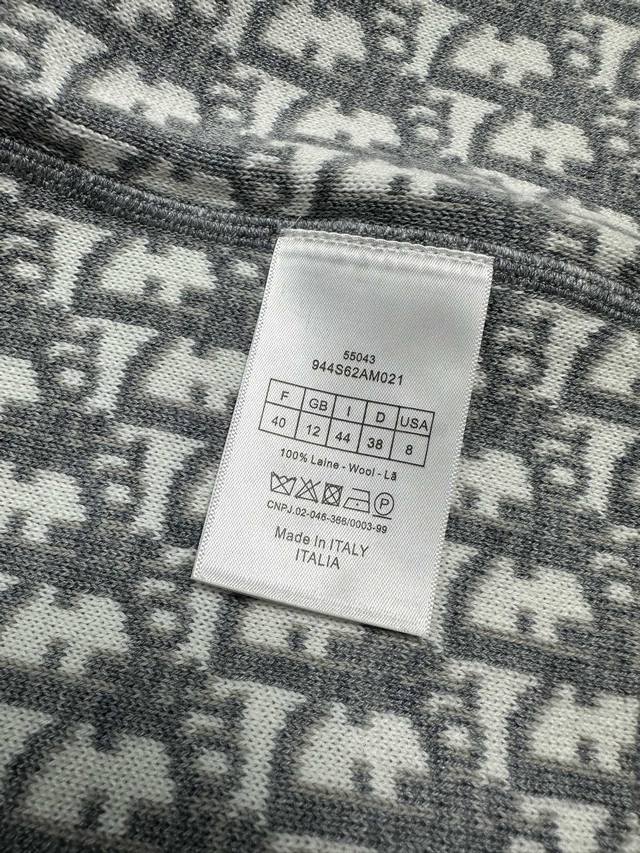 55043
944S62AM021
F GB I D USA
40 12 44 38 8
100% Laine - Wool - Lã
P
CNPJ.02-046-366/0003-99
Made In ITALY
ITALIA